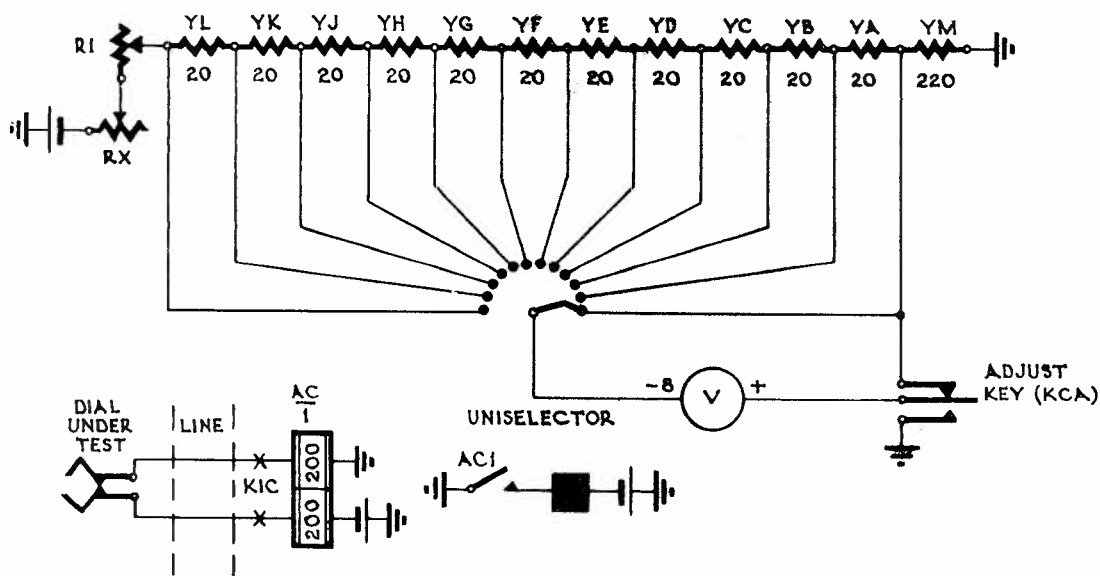 YL YK YJ YH YG YF YE YD YC YB YA YM
R1
20 20 20 20 20 20 20 20 20 20 20 220
RX
-8 V +
ADJUST
KEY (KCA)
UNISELECTOR
DIAL
UNDER
TEST
LINE
KIC
AC
1
200
200
AC1